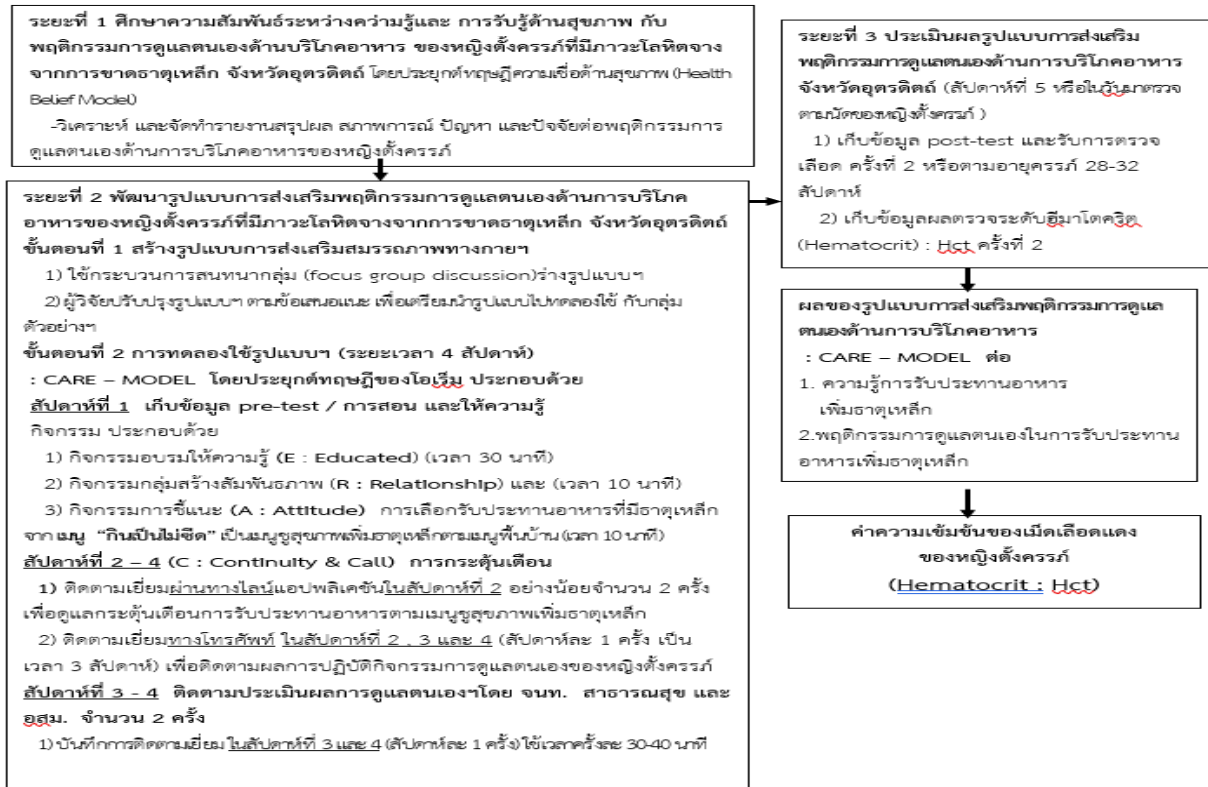 ระยะที่ 1 ศึกษาความสัมพันธ์ระหว่างความรู้และ การรับรู้ด้านสุขภาพ กับ
พฤติกรรมการดูแลตนเองด้านบริโภคอาหาร ของหญิงตั้งครรภ์ที่มีภาวะโลหิตจาง
จากการขาดธาตุเหล็ก จังหวัดอุตรดิตถ์ โดยประยุกต์ทฤษฎีความเชื่อด้านสุขภาพ (Health
Belief Model)
-วิเคราะห์ และจัดทำรายงานสรุปผล สภาพการณ์ ปัญหา และปัจจัยต่อพฤติกรรมการ
ดูแลตนเองด้านการบริโภคอาหารของหญิงตั้งครรภ์
ระยะที่ 2 พัฒนารูปแบบการส่งเสริมพฤติกรรมการดูแลตนเองด้านการบริโภค
อาหารของหญิงตั้งครรภ์ที่มีภาวะโลหิตจางจากการขาดธาตุเหล็ก จังหวัดอุตรดิตถ์
ขั้นตอนที่ 1 สร้างรูปแบบการส่งเสริมสมรรถภาพทางกายฯ
1) ใช้กระบวนการสนทนากลุ่ม (focus group discussion)ร่างรูปแบบฯ
2) ผู้วิจัยปรับปรุงรูปแบบฯ ตามข้อเสนอแนะ เพื่อเตรียมนำรูปแบบไปทดลองใช้ กับกลุ่ม
ตัวอย่างฯ
ขั้นตอนที่ 2 การทดลองใช้รูปแบบฯ (ระยะเวลา 4 สัปดาห์)
: CARE – MODEL โดยประยุกต์ทฤษฎีของโอเร็ม ประกอบด้วย
สัปดาห์ที่ 1 เก็บข้อมูล pre-test / การสอน และให้ความรู้
กิจกรรม ประกอบด้วย
1) กิจกรรมอบรมให้ความรู้ (E : Educated) (เวลา 30 นาที)
2) กิจกรรมกลุ่มสร้างสัมพันธภาพ (R : Relationship) และ (เวลา 10 นาที)
3) กิจกรรมการชี้แนะ (A : Attitude) การเลือกรับประทานอาหารที่มีธาตุเหล็ก
จาก เมนู “กินเป็นไม่ซีด” เป็นเมนูชูสุขภาพเพิ่มธาตุเหล็กตามเมนูพื้นบ้าน (เวลา 10 นาที)
สัปดาห์ที่ 2 – 4 (C : Continuity & Call) การกระตุ้นเตือน
1) ติดตามเยี่ยมผ่านทางไลน์แอปพลิเคชันในสัปดาห์ที่ 2 อย่างน้อยจำนวน 2 ครั้ง
เพื่อดูแลกระตุ้นเตือนการรับประทานอาหารตามเมนูชูสุขภาพเพิ่มธาตุเหล็ก
2) ติดตามเยี่ยมทางโทรศัพท์ ในสัปดาห์ที่ 2 , 3 และ 4 (สัปดาห์ละ 1 ครั้ง เป็น
เวลา 3 สัปดาห์) เพื่อติดตามผลการปฏิบัติกิจกรรมการดูแลตนเองของหญิงตั้งครรภ์
สัปดาห์ที่ 3 - 4 ติดตามประเมินผลการดูแลตนเองฯโดย จนท. สาธารณสุข และ
อสม. จำนวน 2 ครั้ง
1) บันทึกการติดตามเยี่ยม ในสัปดาห์ที่ 3 และ 4 (สัปดาห์ละ 1 ครั้ง) ใช้เวลาครั้งละ 30-40 นาที
ระยะที่ 3 ประเมินผลรูปแบบการส่งเสริม
พฤติกรรมการดูแลตนเองด้านการบริโภคอาหาร
จังหวัดอุตรดิตถ์ (สัปดาห์ที่ 5 หรือในวันมาตรวจ
ตามนัดของหญิงตั้งครรภ์ )
1) เก็บข้อมูล post-test และรับการตรวจ
เลือด ครั้งที่ 2 หรือตามอายุครรภ์ 28-32
สัปดาห์
2) เก็บข้อมูลผลตรวจระดับฮีมาโตคริต
(Hematocrit) : Hct ครั้งที่ 2
ผลของรูปแบบการส่งเสริมพฤติกรรมการดูแล
ตนเองด้านการบริโภคอาหาร
: CARE – MODEL ต่อ
1. ความรู้การรับประทานอาหาร
เพิ่มธาตุเหล็ก
2.พฤติกรรมการดูแลตนเองในการรับประทาน
อาหารเพิ่มธาตุเหล็ก
ค่าความเข้มข้นของเม็ดเลือดแดง
ของหญิงตั้งครรภ์
(Hematocrit : Hct)